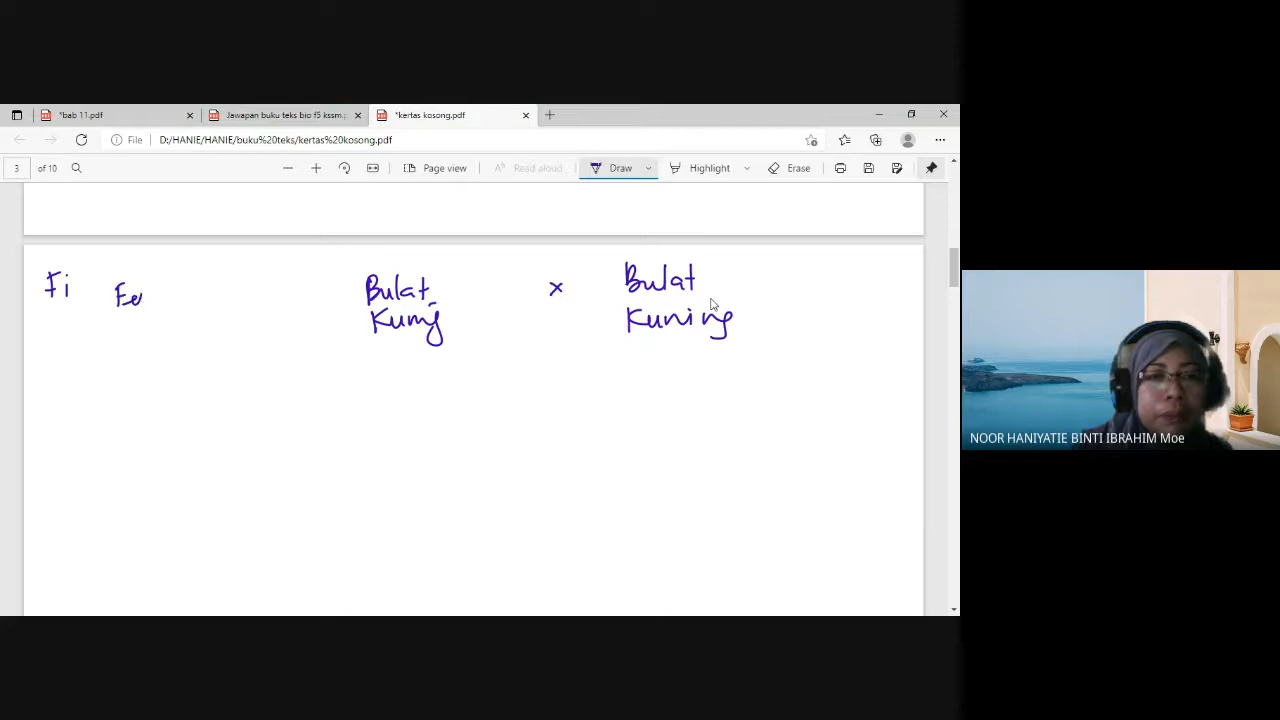 *bab 11.pdf
Jawapan buku teks bio f5 kssm.p
*kertas kosong.pdf
File D:/HANIE/HANIE/buku%20teks/kertas%20kosong.pdf
3 of 10 Page view Read aloud Draw Highlight Erase
Fi Fe Bulat x Bulat
Kumg Kuning
NOOR HANIYATIE BINTI IBRAHIM Moe